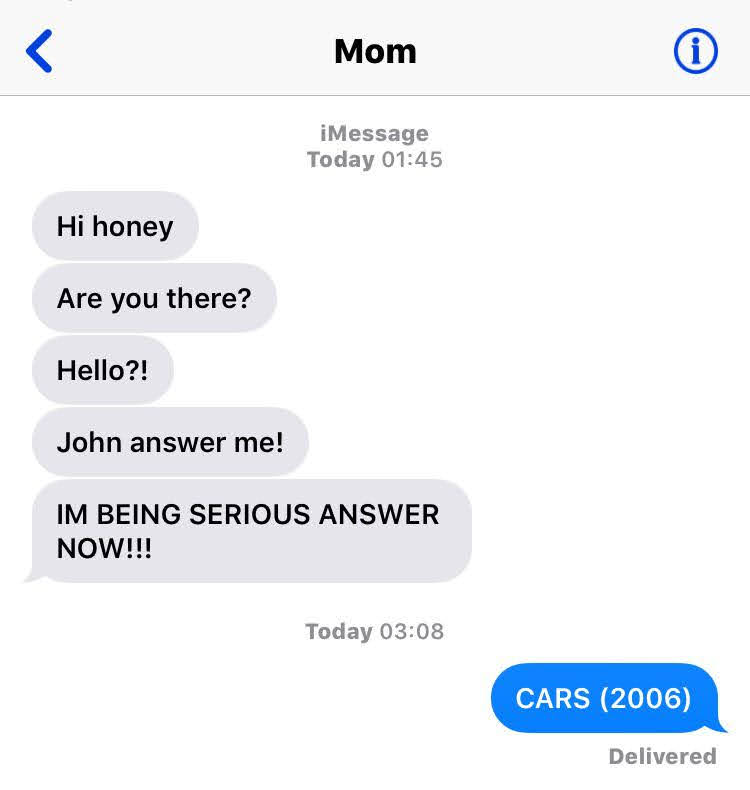 Mom
iMessage
Today 01:45
Hi honey
Are you there?
Hello?!
John answer me!
IM BEING SERIOUS ANSWER
NOW!!!
Today 03:08
CARS (2006)
Delivered